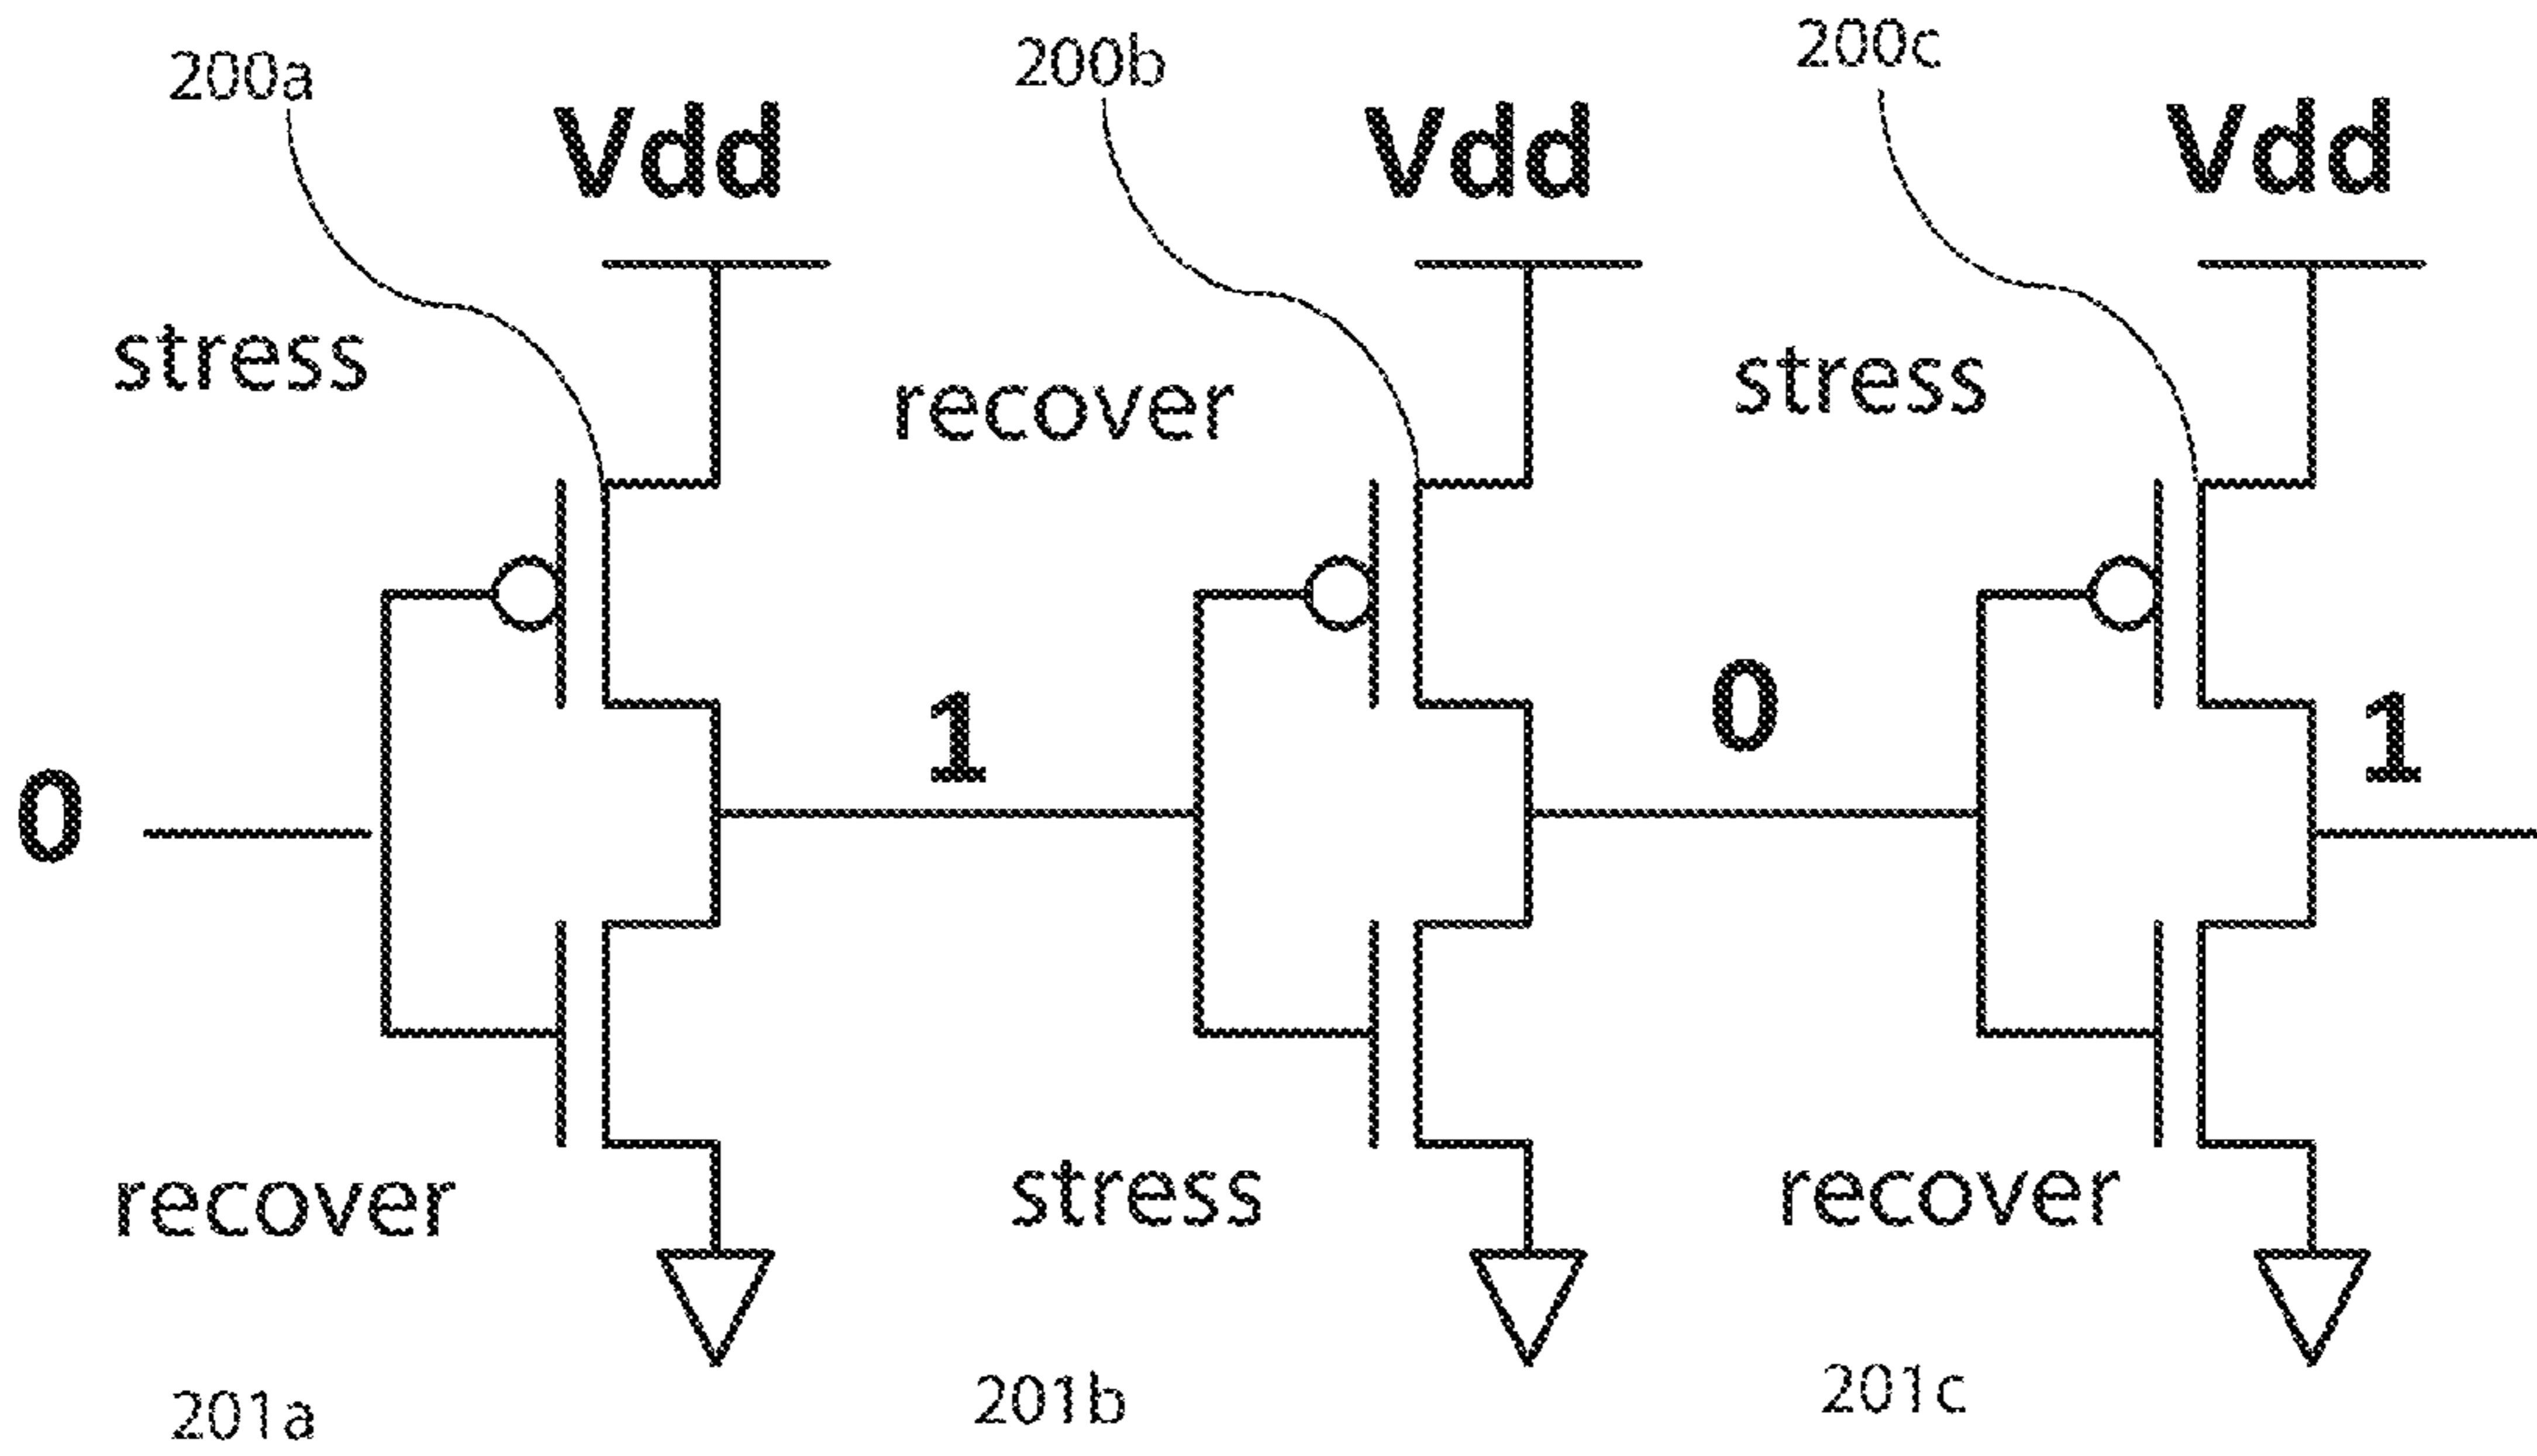 200a
200b
200c
Vdd
Vdd
Vdd
stress
recover
stress
0
1
0
1
recover
stress
recover
201a
201b
201c